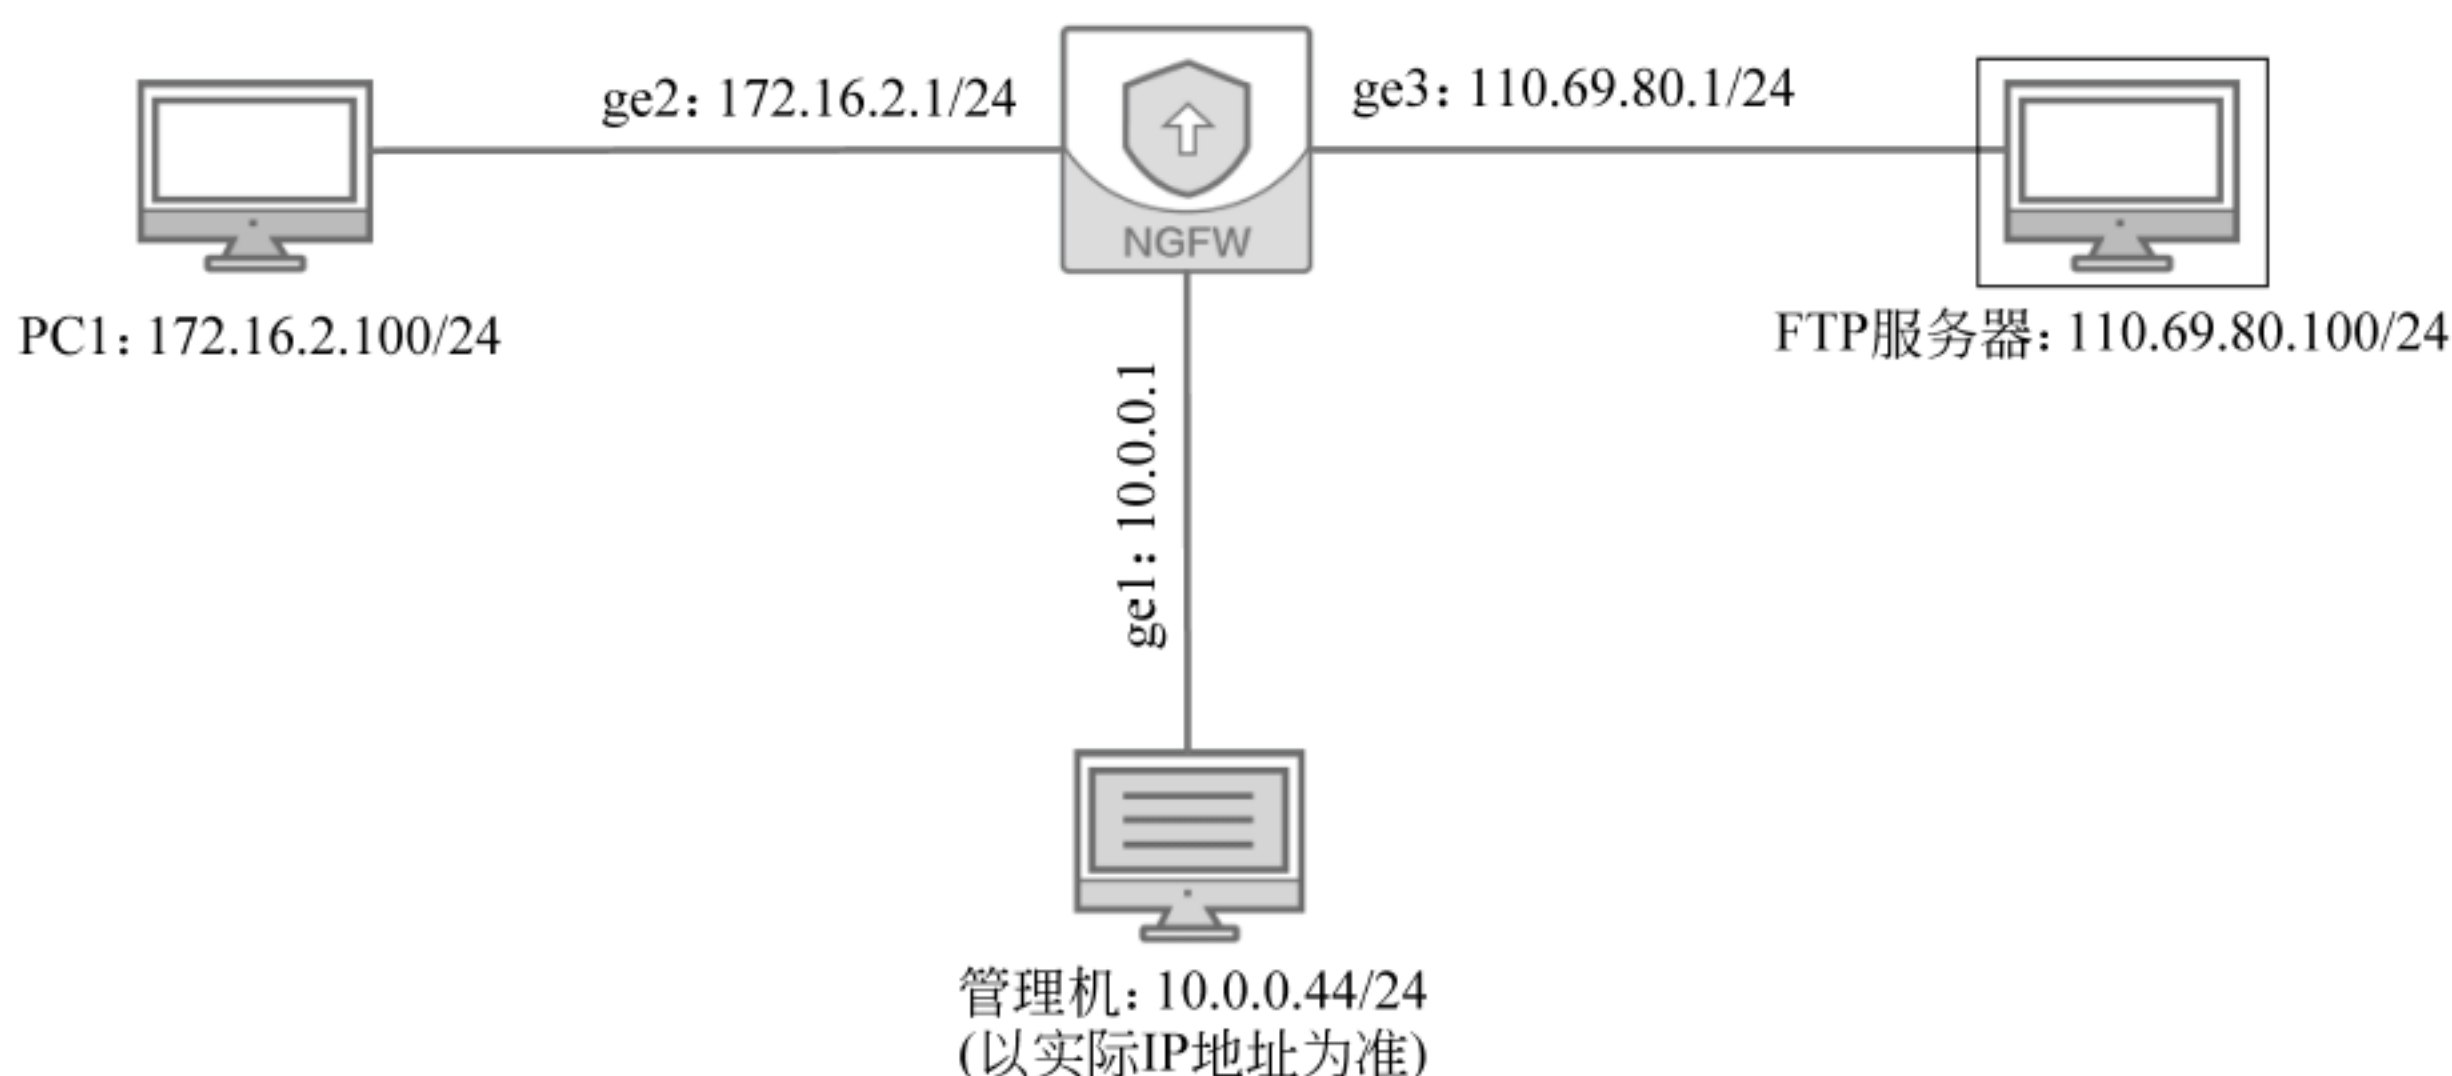 ge2：172.16.2.1/24
ge3：110.69.80.1/24
NGFW
PC1：172.16.2.100/24
FTP服务器：110.69.80.100/24
ge1：10.0.0.1
管理机：10.0.0.44/24
(以实际IP地址为准)